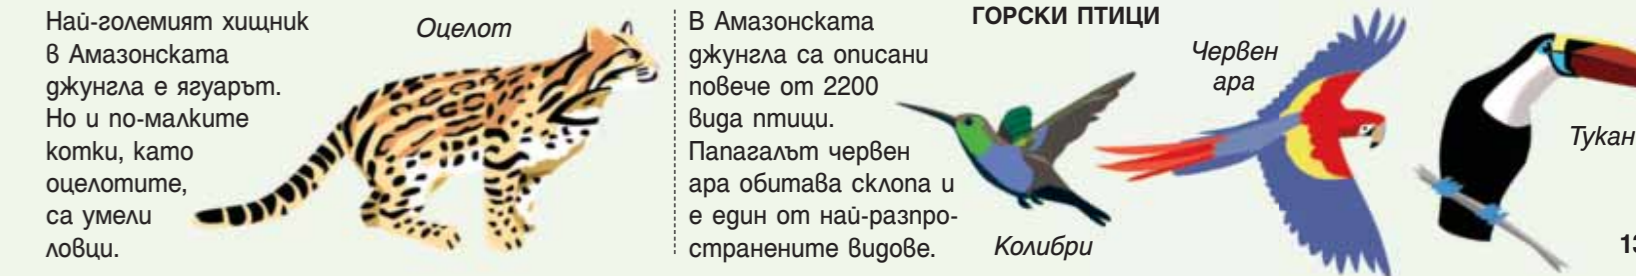 Най-големият хищник
в Амазонската
джунгла е ягуарът.
Но и по-малките
котки, като
оцелотите,
са умели
ловци.
Оцелот
В Амазонската
джунгла са описани
повече от 2200
вида птици.
Папагалът червен
ара обитава склопа и
е един от най-разпро-
странените видове.
ГОРСКИ ПТИЦИ
Колибри
Червен
ара
Тукан